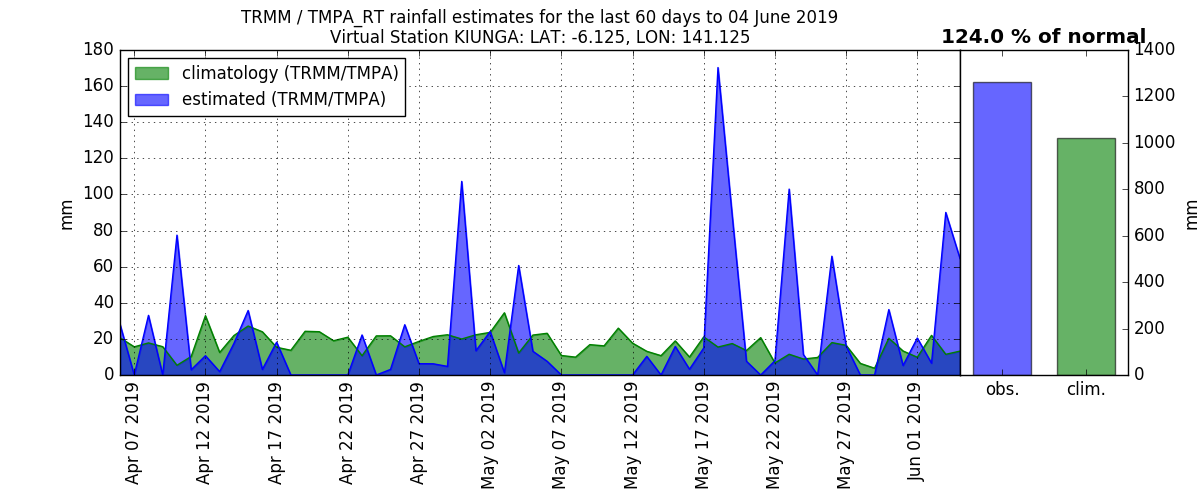 TRMM / TMPA_RT rainfall estimates for the last 60 days to 04 June 2019
Virtual Station KIUNGA: LAT: -6.125, LON: 141.125
124.0 % of normal
climatology (TRMM/TMPA)
estimated (TRMM/TMPA)
mm
180
160
140
120
100
80
60
40
20
0
Apr 07 2019
Apr 12 2019
Apr 17 2019
Apr 22 2019
Apr 27 2019
May 02 2019
May 07 2019
May 12 2019
May 17 2019
May 22 2019
May 27 2019
Jun 01 2019
1400
1200
1000
800
600
400
200
0
mm
obs.
clim.